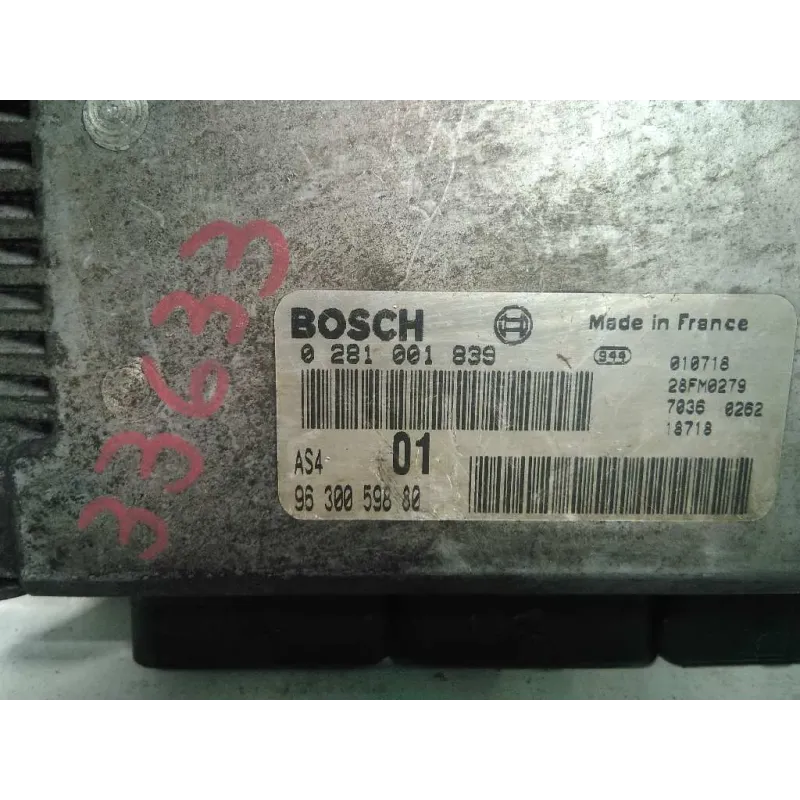 33633
BOSCH
Made in France
0 281 001 839
944
010718
28FM0279
7036 0262
18718
AS4 01
96 300 598 80